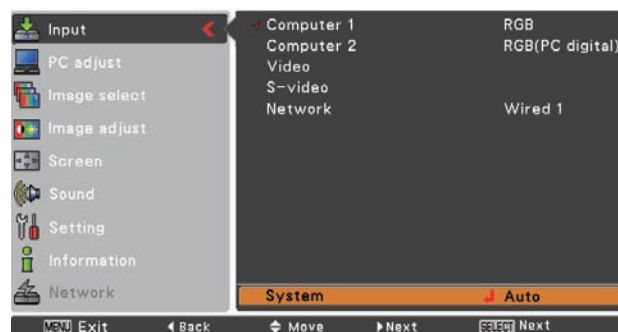 Input
PC adjust
Image select
Image adjust
Screen
Sound
Setting
Information
Network
Computer 1 RGB
Computer 2 RGB(PC digital)
Video
S-video
Network Wired 1
System Auto
MENU Exit Back Move Next SELECT Next